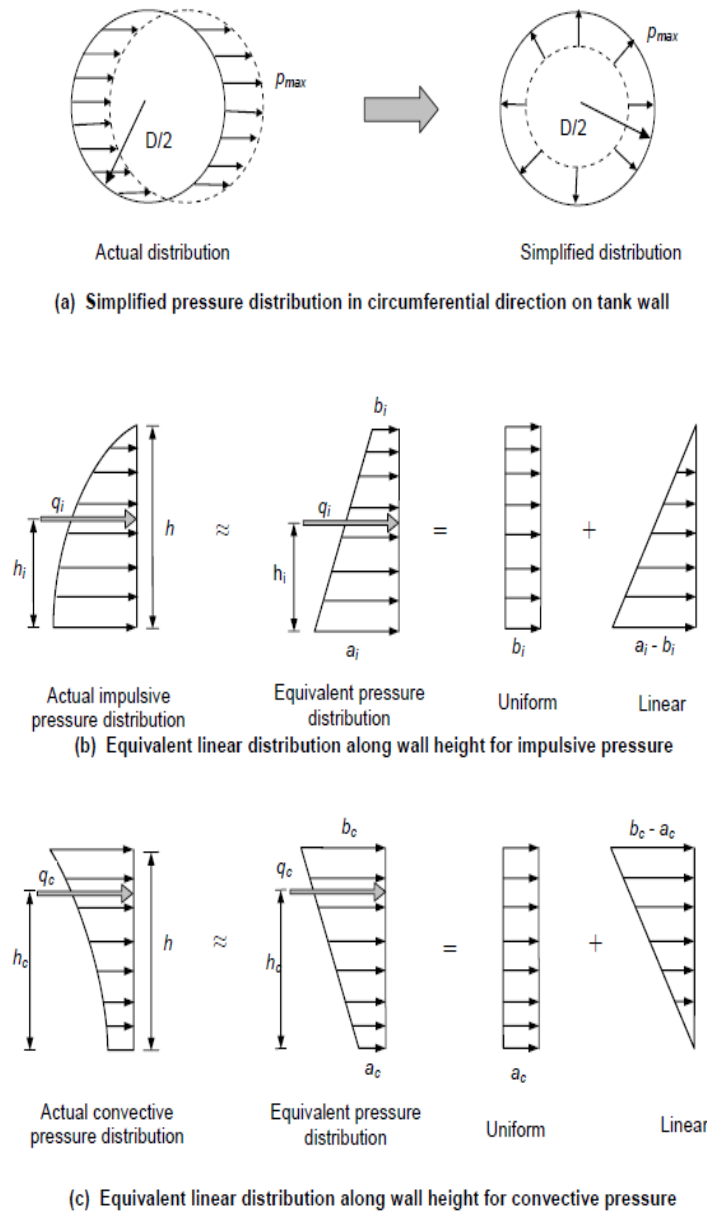 p_max
D/2
Actual distribution
p_max
D/2
Simplified distribution
(a) Simplified pressure distribution in circumferential direction on tank wall
q_i
h_i
h
Actual impulsive
pressure distribution
≈
b_i
q_i
h_i
a_i
Equivalent pressure
distribution
=
b_i
Uniform
+
a_i - b_i
Linear
(b) Equivalent linear distribution along wall height for impulsive pressure
q_c
h_c
h
Actual convective
pressure distribution
≈
b_c
q_c
h_c
a_c
Equivalent pressure
distribution
=
a_c
Uniform
+
b_c - a_c
Linear
(c) Equivalent linear distribution along wall height for convective pressure